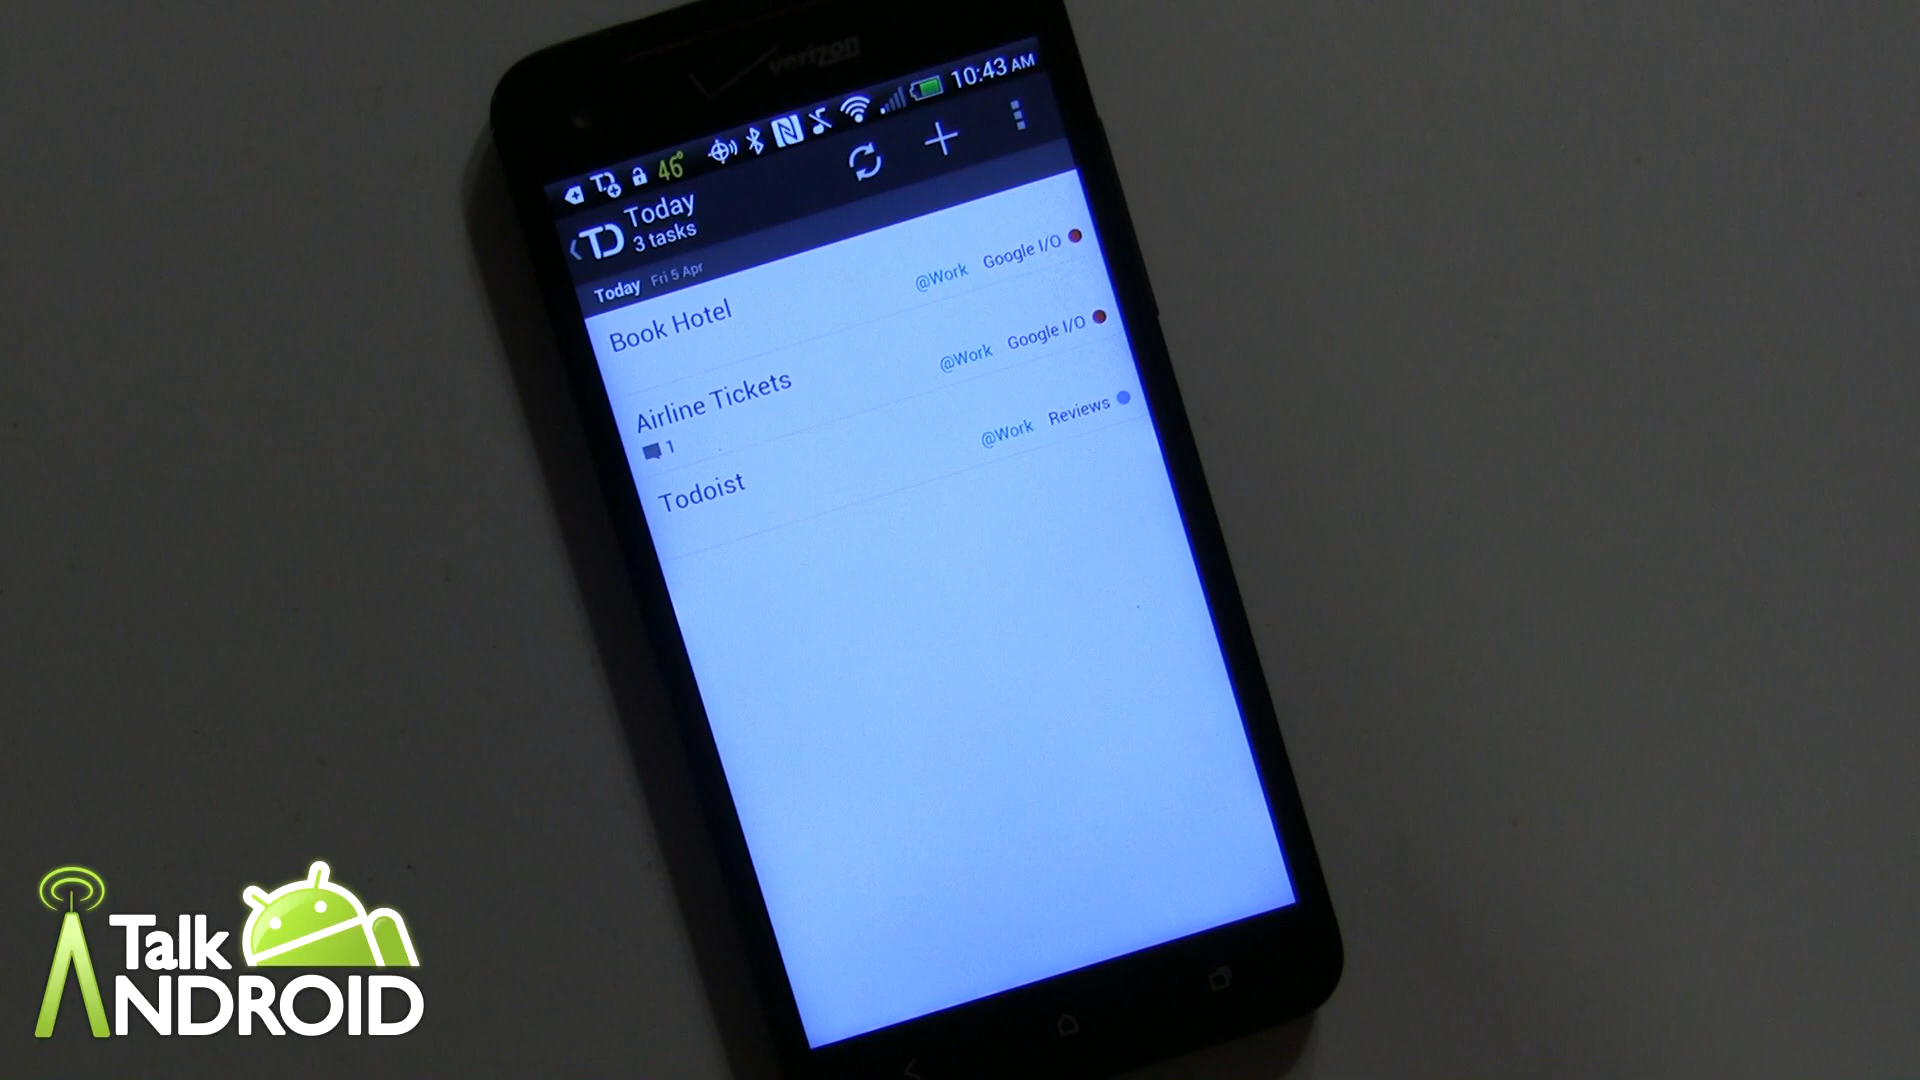 verizon
46° 10:43 AM
TD Today
3 tasks
Today Fri 5 Apr
Book Hotel
@Work Google I/O
Airline Tickets
@Work Google I/O
1
Todoist
@Work Reviews
Talk
ANDROID